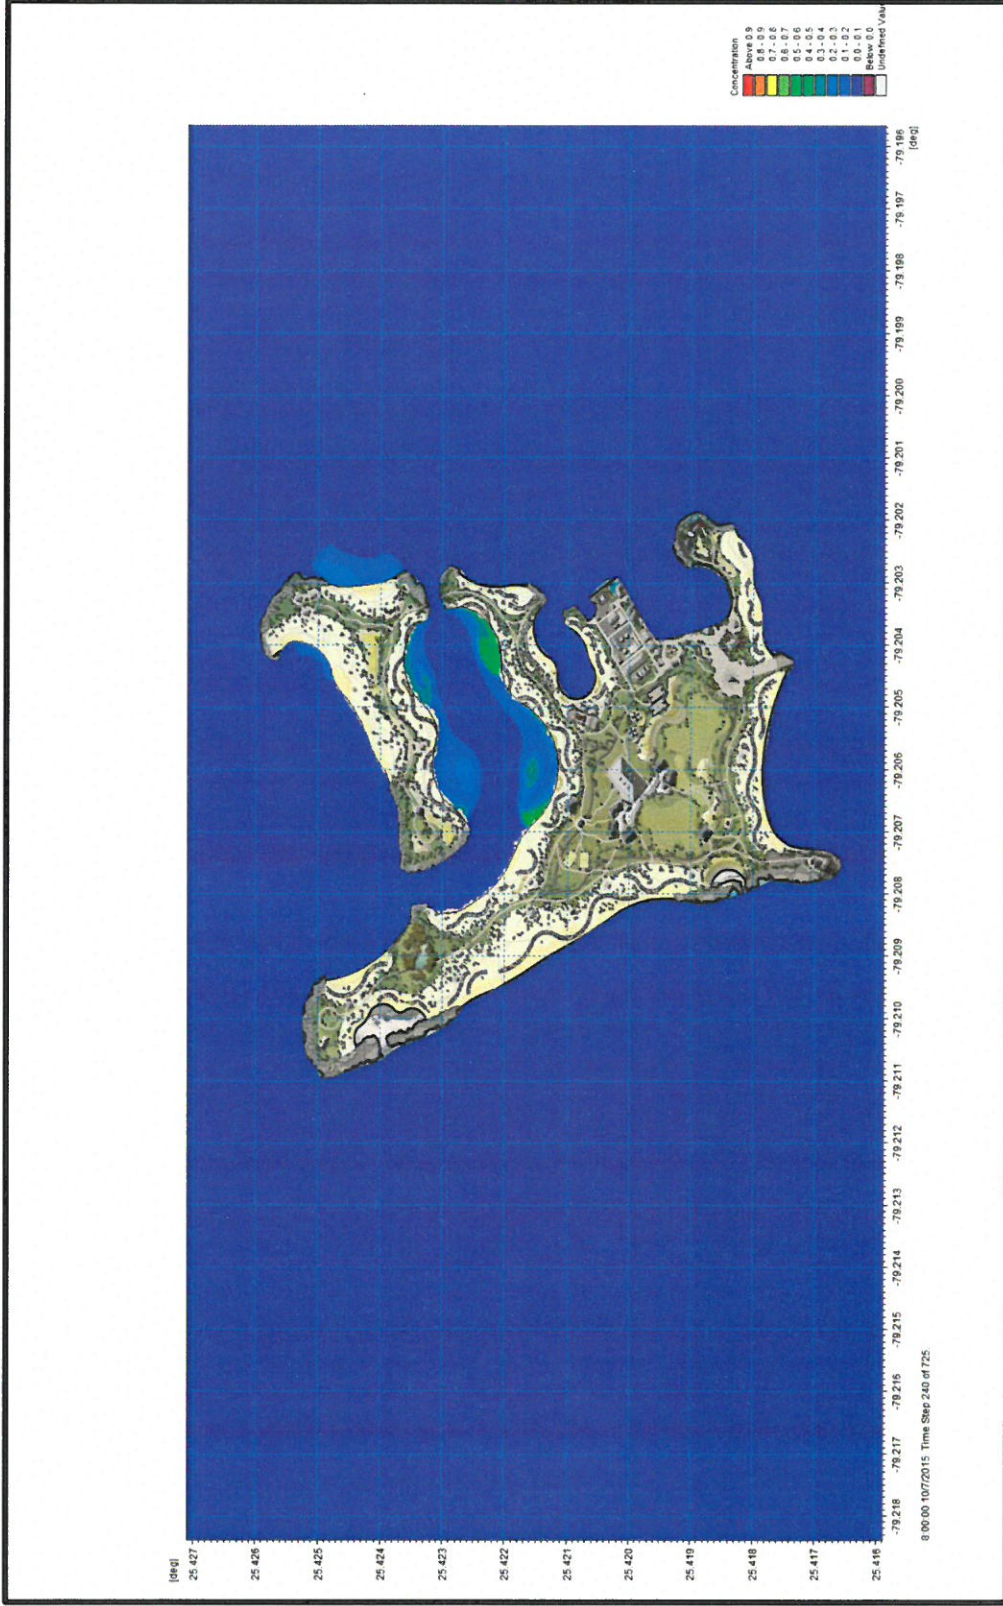 [deg]
25.427
25.426
25.425
25.424
25.423
25.422
25.421
25.420
25.419
25.418
25.417
25.416
-79.218
-79.217
-79.216
-79.215
-79.214
-79.213
-79.212
-79.211
-79.210
-79.209
-79.208
-79.207
-79.206
-79.205
-79.204
-79.203
-79.202
-79.201
-79.200
-79.199
-79.198
-79.197
-79.196
[deg]
8:00:00 10/7/2015 Time Step 240 of 725
Concentration
Above 0.9
0.8 - 0.9
0.7 - 0.8
0.6 - 0.7
0.5 - 0.6
0.4 - 0.5
0.3 - 0.4
0.2 - 0.3
0.1 - 0.2
0.0 - 0.1
Below 0.0
Undefined Value